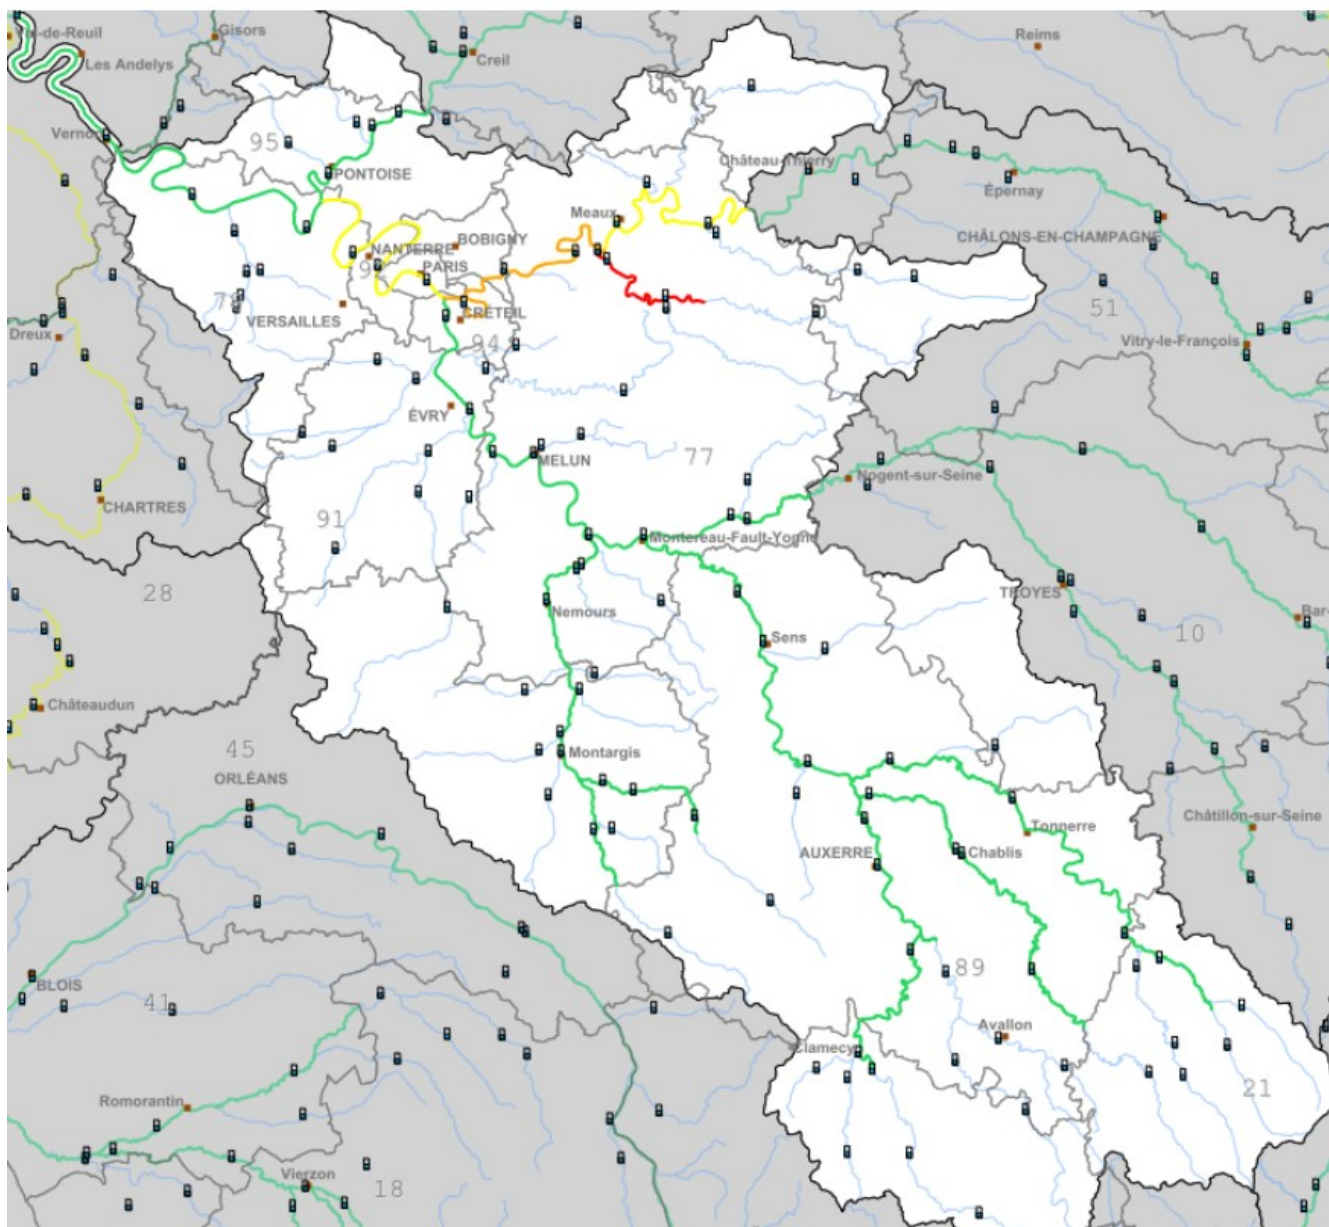 Val-de-Reuil
Gisors
Reims
Les Andelys
Creil
Vernon
95
Château-Thierry
PONTOISE
Épernay
Meaux
BOBIGNY
CHÂLONS-EN-CHAMPAGNE
NANTERRE
PARIS
78
CRÉTEIL
51
VERSAILLES
Dreux
94
Vitry-le-François
ÉVRY
MELUN
77
Nogent-sur-Seine
CHARTRES
91
Montereau-Fault-Yonne
28
TROYES
Nemours
Bar-
10
Sens
Châteaudun
45
Montargis
ORLÉANS
Châtillon-sur-Seine
Tonnerre
AUXERRE
Chablis
89
BLOIS
41
Avallon
Clamecy
21
Romorantin
Vierzon
18